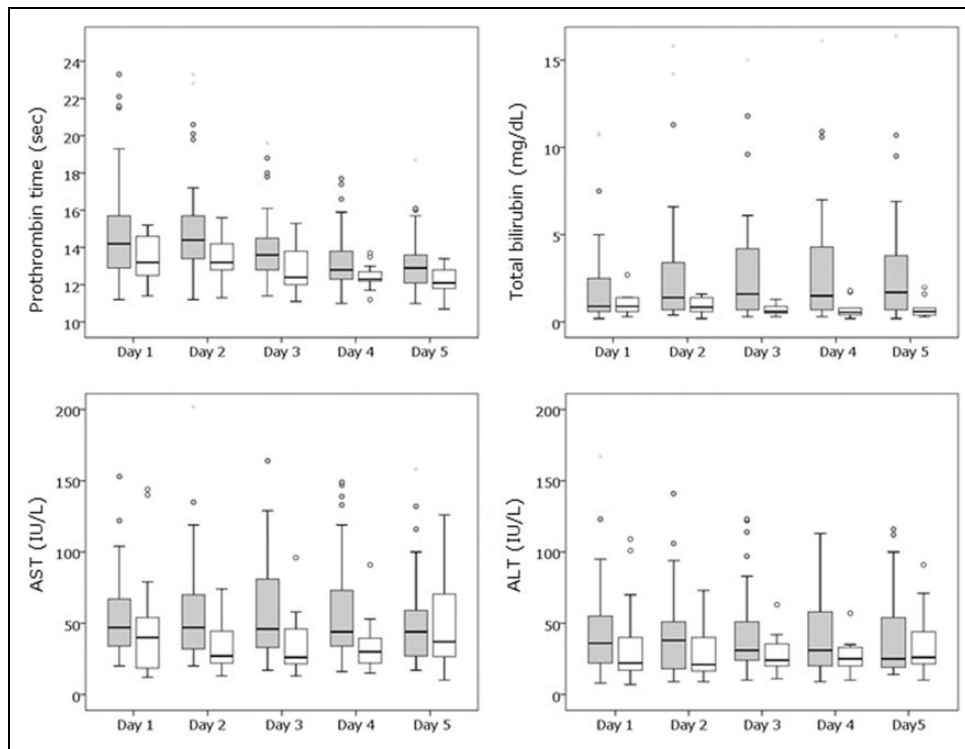 Prothrombin time (sec)
24
22
20
18
16
14
12
10
Day 1 Day 2 Day 3 Day 4 Day 5
Total bilirubin (mg/dL)
15
10
5
0
Day 1 Day 2 Day 3 Day 4 Day 5
AST (IU/L)
200
150
100
50
0
Day 1 Day 2 Day 3 Day 4 Day 5
ALT (IU/L)
200
150
100
50
0
Day 1 Day 2 Day 3 Day 4 Day5